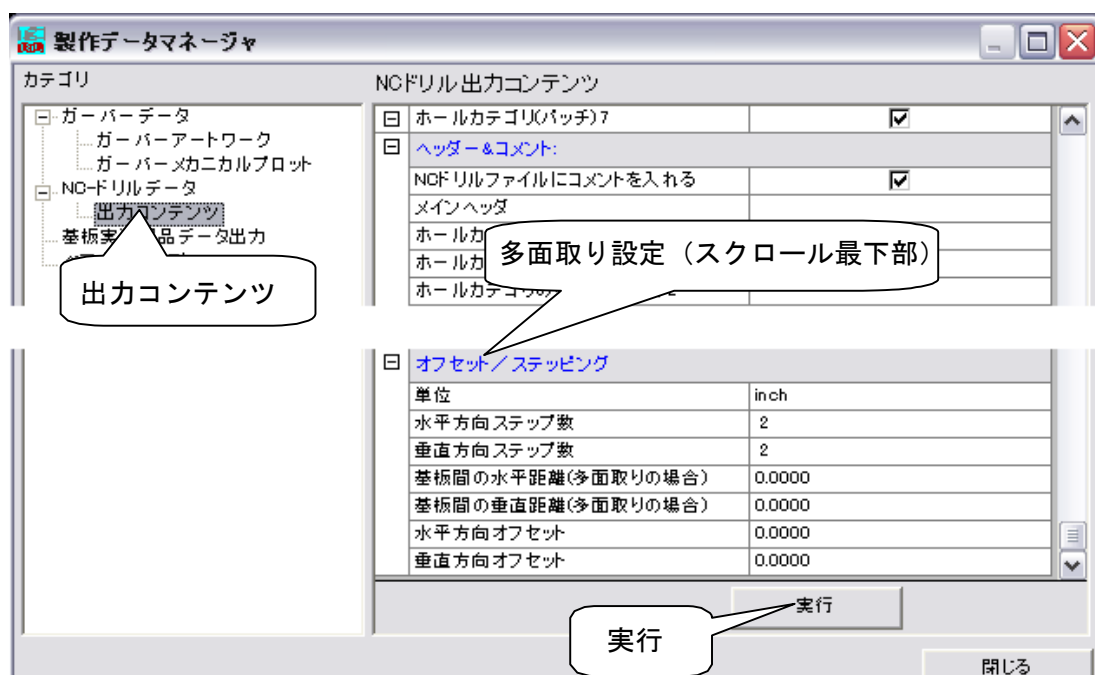 製作データマネージャ
カテゴリ
ガーバーデータ
ガーバーアートワーク
ガーバーメカニカルプロット
NC-ドリルデータ
出力コンテンツ
基板実 品データ出力
出力コンテンツ
NCドリル出力コンテンツ
ホールカテゴリ(パッチ)7
ヘッダー&コメント:
NCドリルファイルにコメントを入れる
メインヘッダ
ホールカ
ホールカ
ホールカテゴリの
多面取り設定（スクロール最下部）
オフセット/ステッピング
単位 inch
水平方向ステップ数 2
垂直方向ステップ数 2
基板間の水平距離(多面取りの場合) 0.0000
基板間の垂直距離(多面取りの場合) 0.0000
水平方向オフセット 0.0000
垂直方向オフセット 0.0000
実行
実行
閉じる